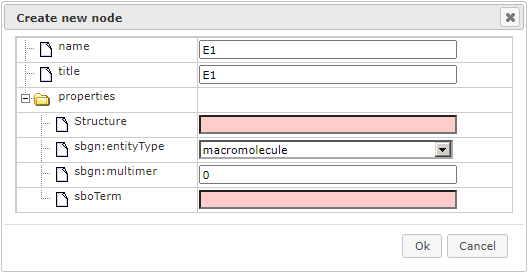 Create new node
name E1
title E1
properties
Structure
sbgn:entityType macromolecule
sbgn:multimer 0
sboTerm
Ok Cancel